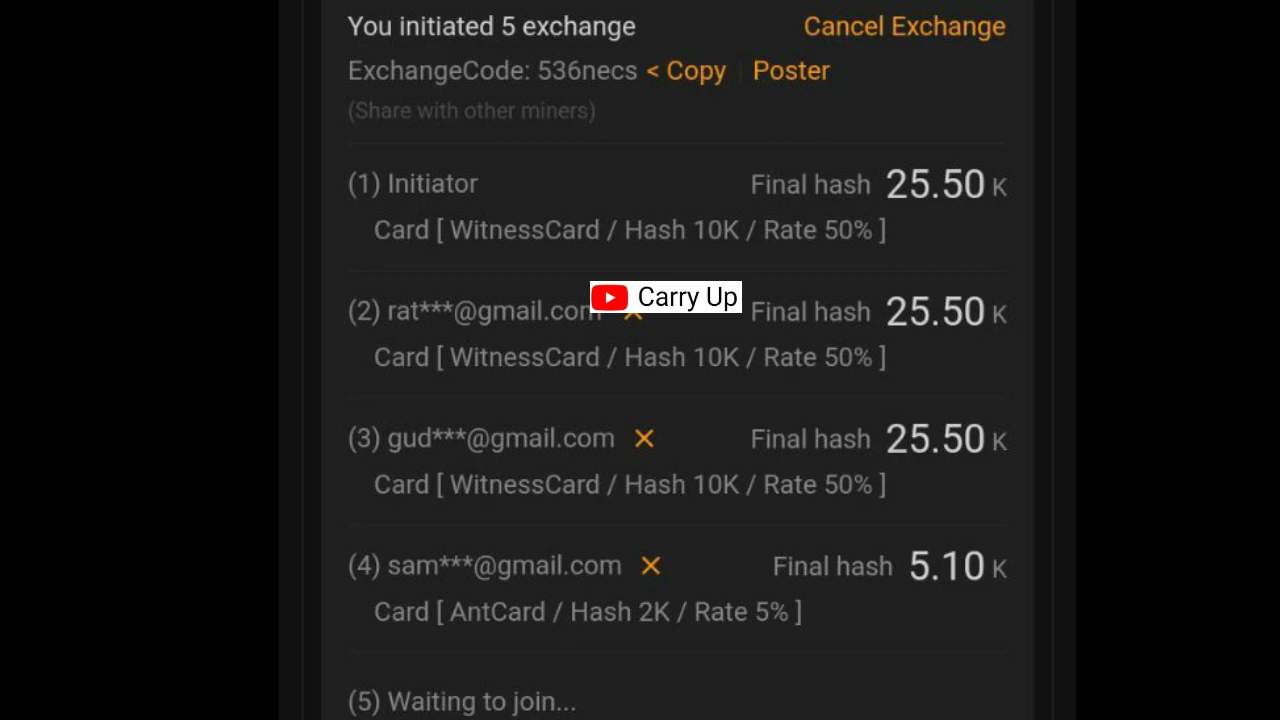 You initiated 5 exchange Cancel Exchange
ExchangeCode: 536necs < Copy Poster
(Share with other miners)
(1) Initiator Final hash 25.50 K
Card [ WitnessCard / Hash 10K / Rate 50% ]
Carry Up
(2) rat***@gmail.com Final hash 25.50 K
Card [ WitnessCard / Hash 10K / Rate 50% ]
(3) gud***@gmail.com × Final hash 25.50 K
Card [ WitnessCard / Hash 10K / Rate 50% ]
(4) sam***@gmail.com × Final hash 5.10 K
Card [ AntCard / Hash 2K / Rate 5% ]
(5) Waiting to join...